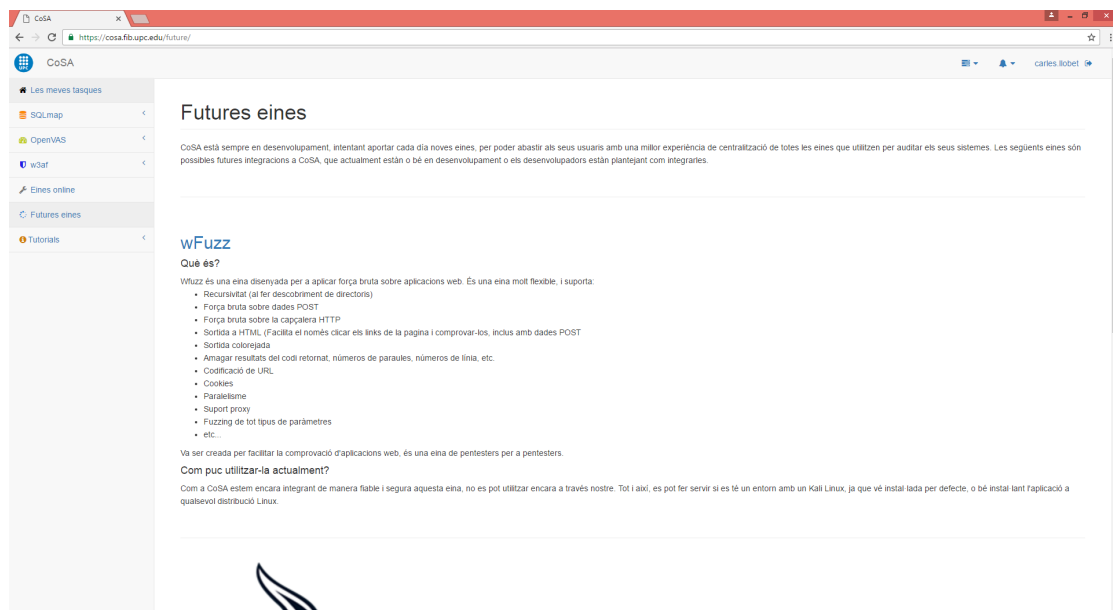 CoSA
https://cosa.fib.upc.edu/future/
UPC
CoSA
carles.llobet
Les meves tasques
SQLmap
OpenVAS
w3af
Eines online
Futures eines
Tutorials
Futures eines
CoSA està sempre en desenvolupament, intentant aportar cada día noves eines, per poder abastir als seus usuaris amb una millor experiència de centralització de totes les eines que utilitzen per auditar els seus sistemes. Les següents eines són
possibles futures integracions a CoSA, que actualment están o bé en desenvolupament o els desenvolupadors están plantejant com integrarles.
wFuzz
Què és?
Wfuzz és una eina disenyada per a aplicar força bruta sobre aplicacions web. És una eina molt flexible, i suporta:
• Recursivitat (al fer descobriment de directoris)
• Força bruta sobre dades POST
• Força bruta sobre la capçalera HTTP
• Sortida a HTML (Facilita el només clicar els links de la pagina i comprovar-los, inclus amb dades POST
• Sortida colorejada
• Amagar resultats del codi retornat, números de paraules, números de línia, etc.
• Codificació de URL
• Cookies
• Paralelisme
• Suport proxy
• Fuzzing de tot tipus de paràmetres
• etc...
Va ser creada per facilitar la comprovació d'aplicacions web, és una eina de pentesters per a pentesters.
Com puc utilitzar-la actualment?
Com a CoSA estem encara integrant de manera fiable i segura aquesta eina, no es pot utilitzar encara a través nostre. Tot i així, es pot fer servir si es té un entorn amb un Kali Linux, ja que vé instal·lada per defecte, o bé instal·lant l'aplicació a
qualsevol distribució Linux.